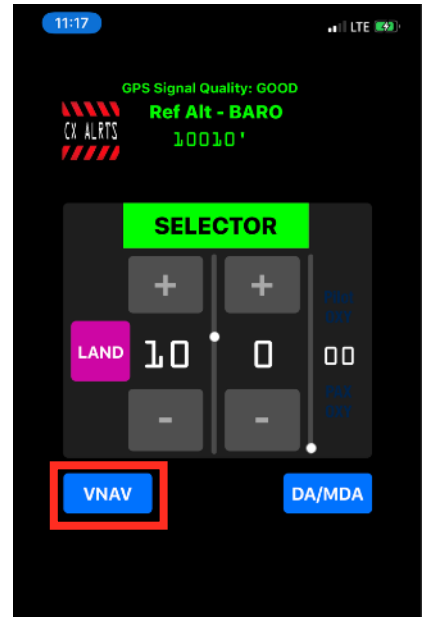 11:17
LTE
GPS Signal Quality: GOOD
Ref Alt - BARO
CX ALRTS
10010'
SELECTOR
+ +
LAND 10 0 00
- -
VNAV DA/MDA